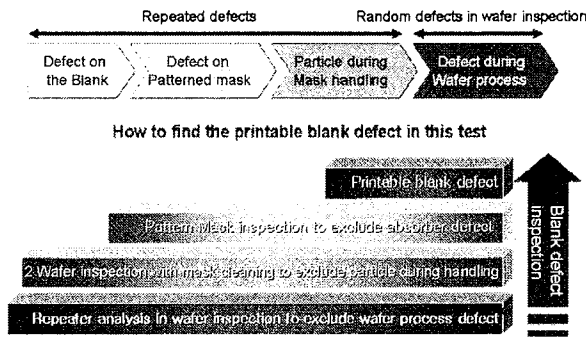 Repeated defects
Random defects in wafer inspection
Defect on
the Blank
Defect on
Patterned mask
Particle during
Mask handling
Defect during
Wafer process
How to find the printable blank defect in this test
Printable blank defect
Pattern Mask inspection to exclude absorber defect
2 Wafer inspection with mask cleaning to exclude particle during handling
Repeater analysis in wafer inspection to exclude wafer process defect
Blank defect
inspection